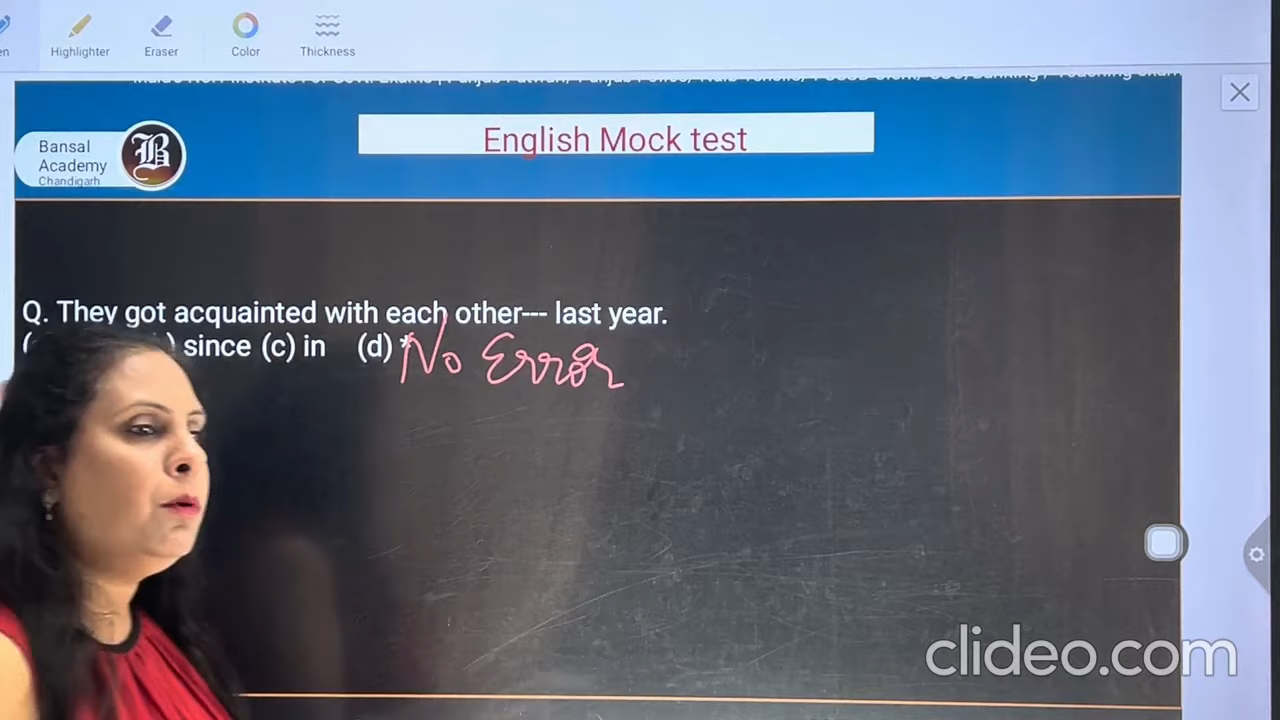 Highlighter Eraser Color Thickness
English Mock test
Bansal
Academy
Chandigarh
B
Q. They got acquainted with each other--- last year.
) since (c) in (d) No Error
clideo.com